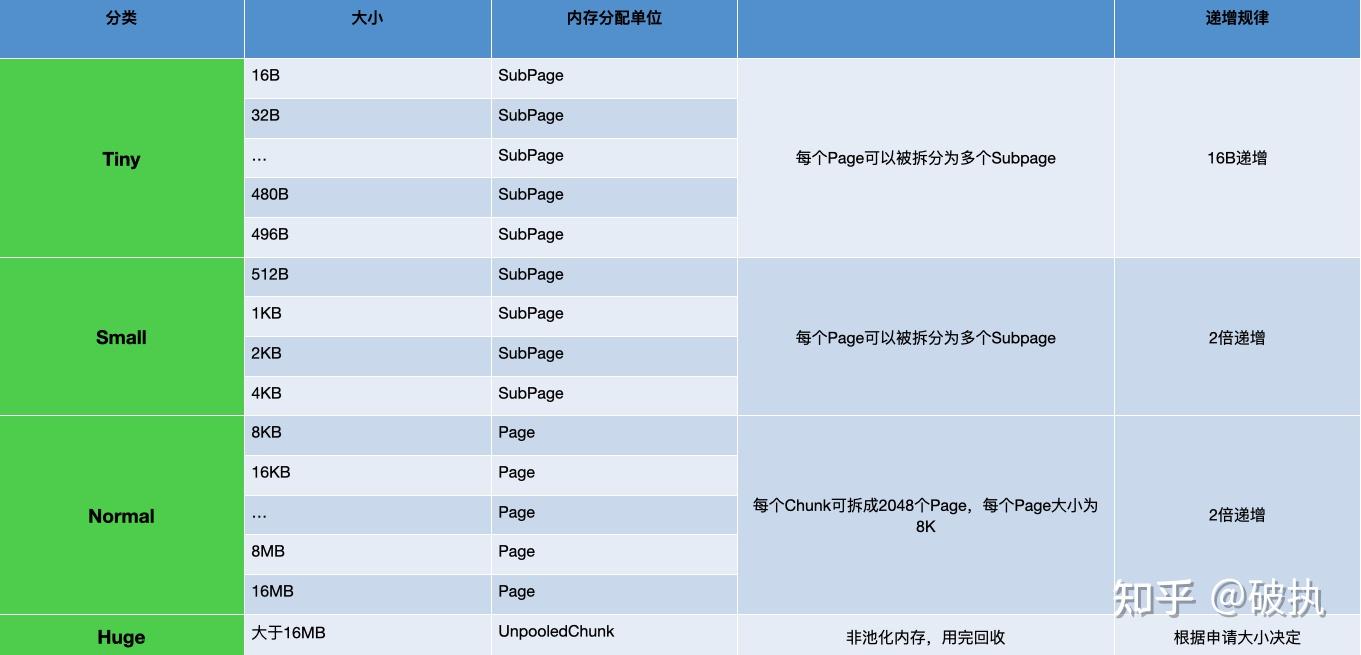 分类 大小 内存分配单位 递增规律
16B SubPage
32B SubPage
… SubPage
Tiny 每个Page可以被拆分为多个Subpage 16B递增
480B SubPage
496B SubPage
512B SubPage
1KB SubPage
Small 每个Page可以被拆分为多个Subpage 2倍递增
2KB SubPage
4KB SubPage
8KB Page
16KB Page
… Page
Normal 每个Chunk可拆成2048个Page，每个Page大小为
8K
2倍递增
8MB Page
16MB Page
知乎 @破执
Huge 大于16MB UnpooledChunk 非池化内存，用完回收 根据申请大小决定